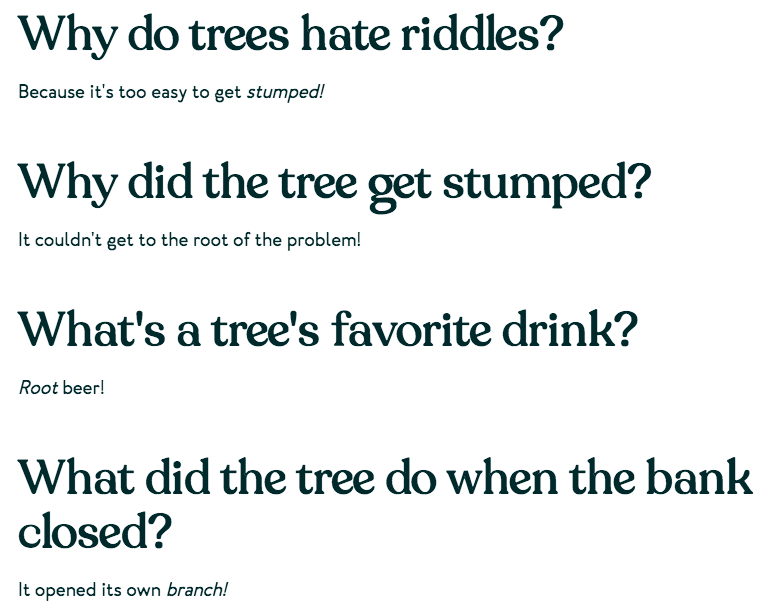 Why do trees hate riddles?
Because it's too easy to get stumped!
Why did the tree get stumped?
It couldn't get to the root of the problem!
What's a tree's favorite drink?
Root beer!
What did the tree do when the bank
closed?
It opened its own branch!